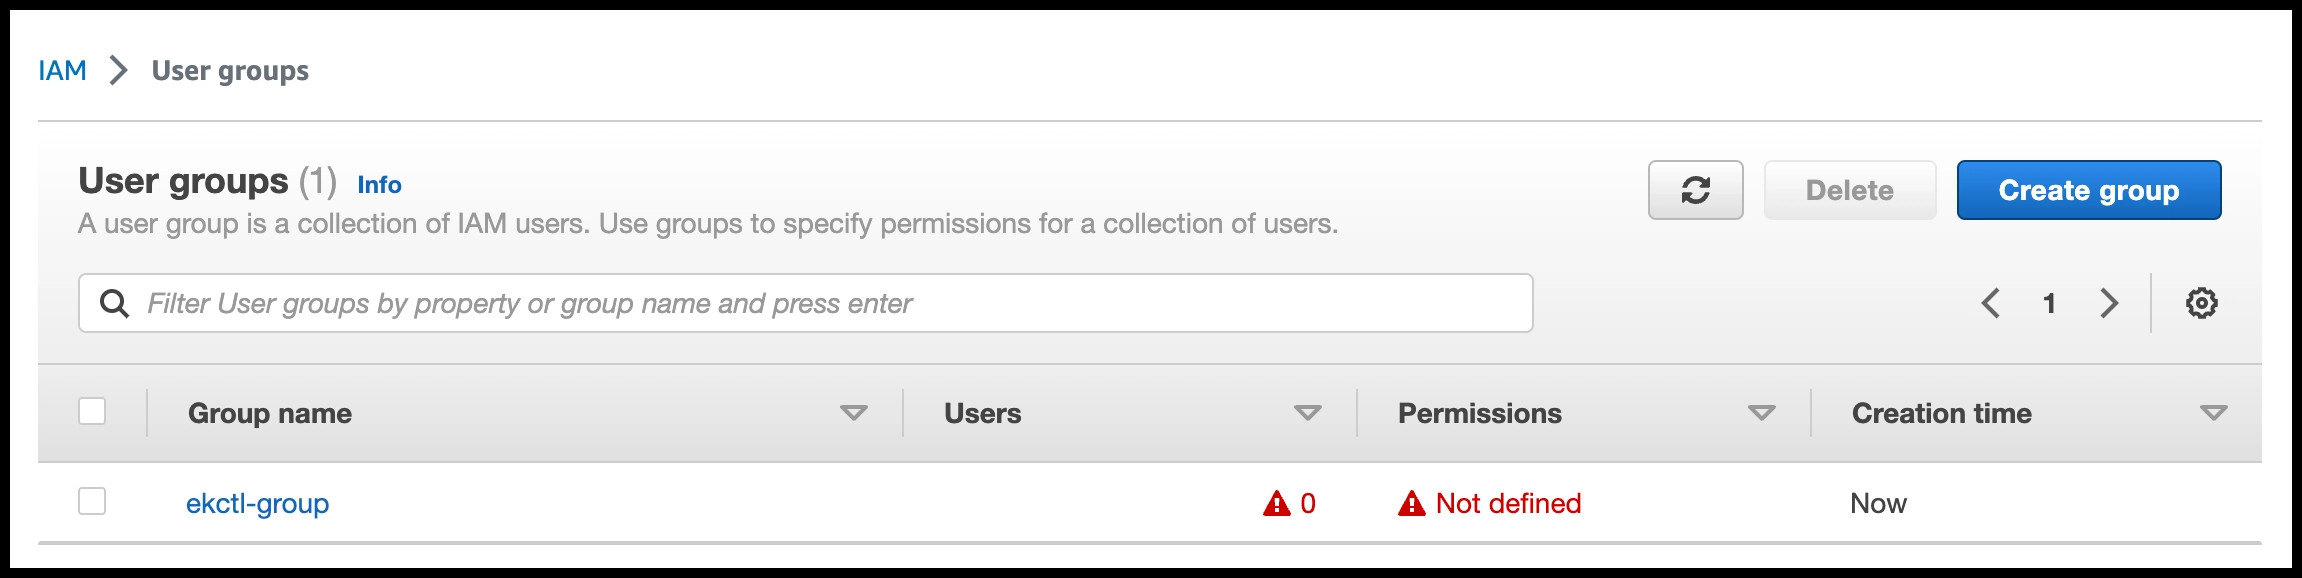 IAM > User groups
User groups (1) Info
A user group is a collection of IAM users. Use groups to specify permissions for a collection of users.
Delete
Create group
Filter User groups by property or group name and press enter
1
Group name Users Permissions Creation time
ekctl-group 0 Not defined Now